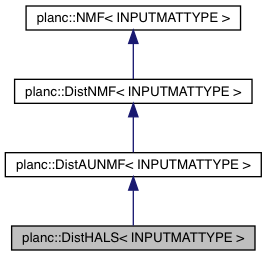 planc::NMF< INPUTMATTYPE >
planc::DistNMF< INPUTMATTYPE >
planc::DistAUNMF< INPUTMATTYPE >
planc::DistHALS< INPUTMATTYPE >